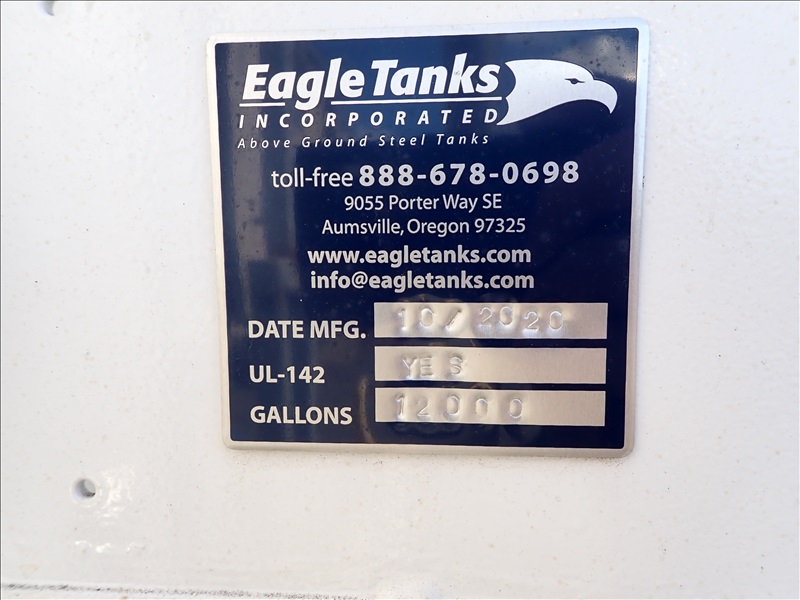 Eagle Tanks
INCORPORATED
Above Ground Steel Tanks
toll-free 888-678-0698
9055 Porter Way SE
Aumsville, Oregon 97325
www.eagletanks.com
info@eagletanks.com
DATE MFG. 10/2020
UL-142 YES
GALLONS 12000